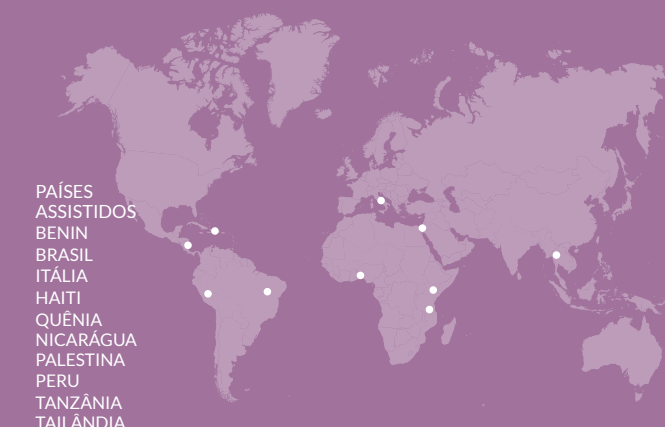 PAÍSES
ASSISTIDOS
BENIN
BRASIL
ITÁLIA
HAITI
QUÊNIA
NICARÁGUA
PALESTINA
PERU
TANZÂNIA
TAILÂNDIA